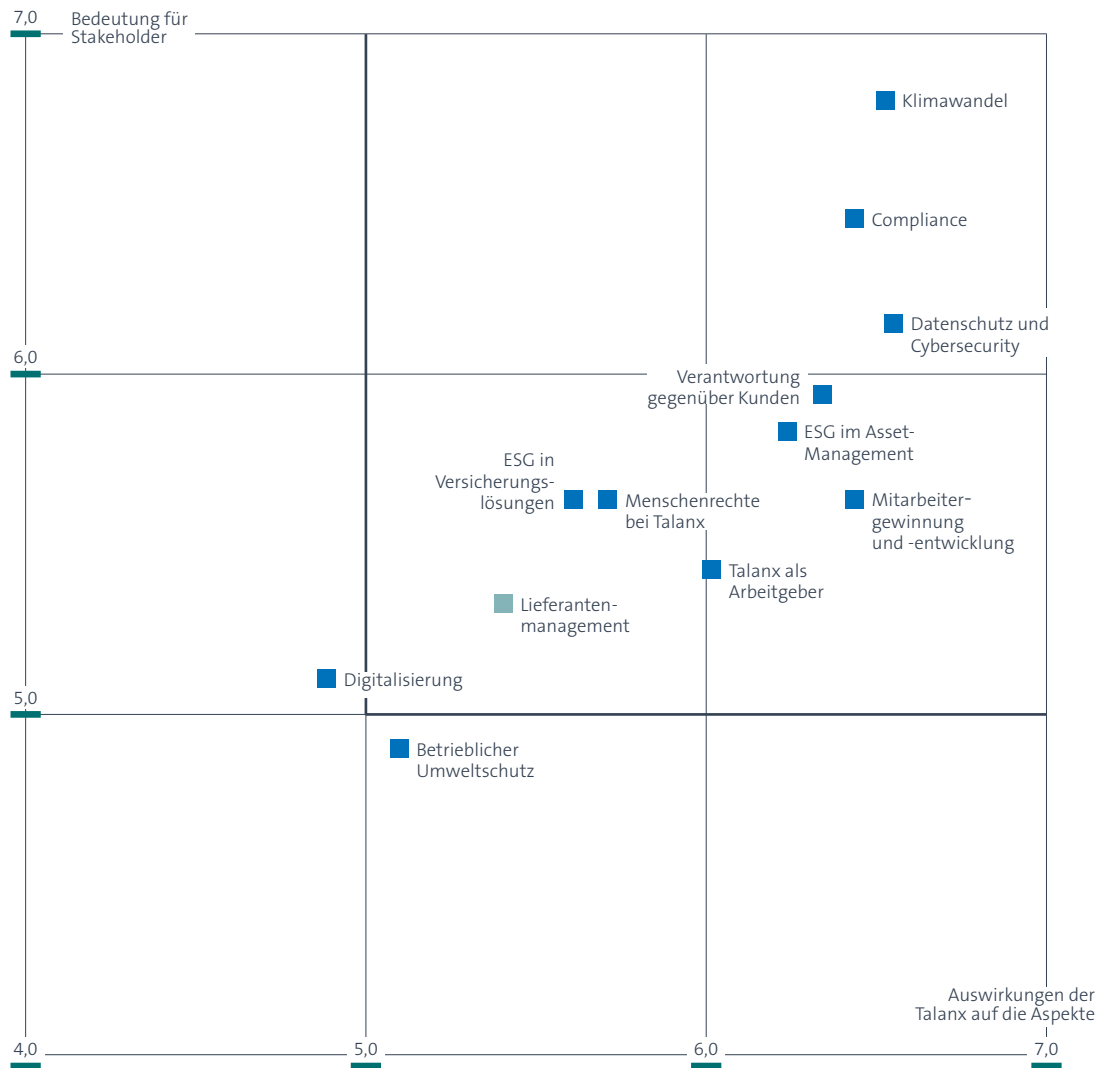 7,0
Bedeutung für
Stakeholder
Klimawandel
Compliance
Datenschutz und
Cybersecurity
6,0
Verantwortung
gegenüber Kunden
ESG im Asset-
Management
ESG in
Versicherungs-
lösungen
Menschenrechte
bei Talanx
Mitarbeiter-
gewinnung
und -entwicklung
Talanx als
Arbeitgeber
Lieferanten-
management
Digitalisierung
5,0
Betrieblicher
Umweltschutz
Auswirkungen der
Talanx auf die Aspekte
4,0
5,0
6,0
7,0